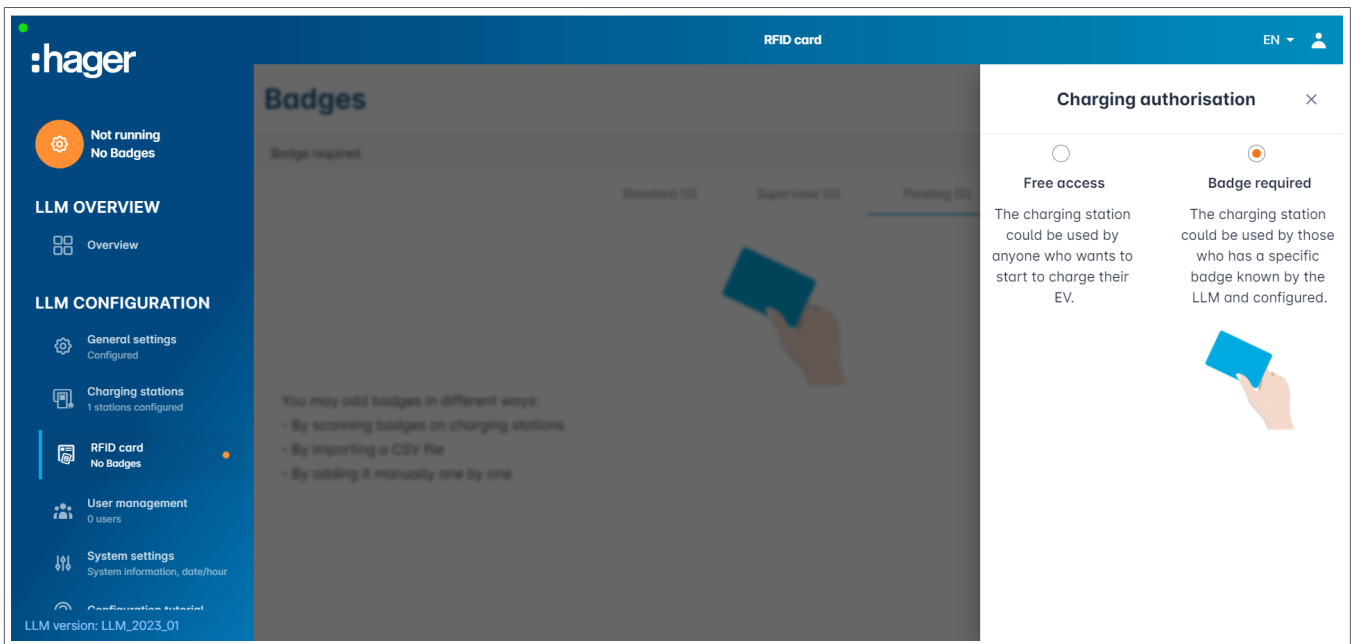 :hager
RFID card
EN
Not running
No Badges
LLM OVERVIEW
Overview
LLM CONFIGURATION
General settings
Configured
Charging stations
1 stations configured
RFID card
No Badges
User management
0 users
System settings
System information, date/hour
Configuration tutorial
LLM version: LLM_2023_01
Badges
Badge required
Standard (0)
Supervisor (0)
Pending (0)
You may add badges in different ways:
- By scanning badges on charging stations
- By importing a CSV file
- By adding it manually one by one
Charging authorisation
Free access
The charging station
could be used by
anyone who wants to
start to charge their
EV.
Badge required
The charging station
could be used by those
who has a specific
badge known by the
LLM and configured.